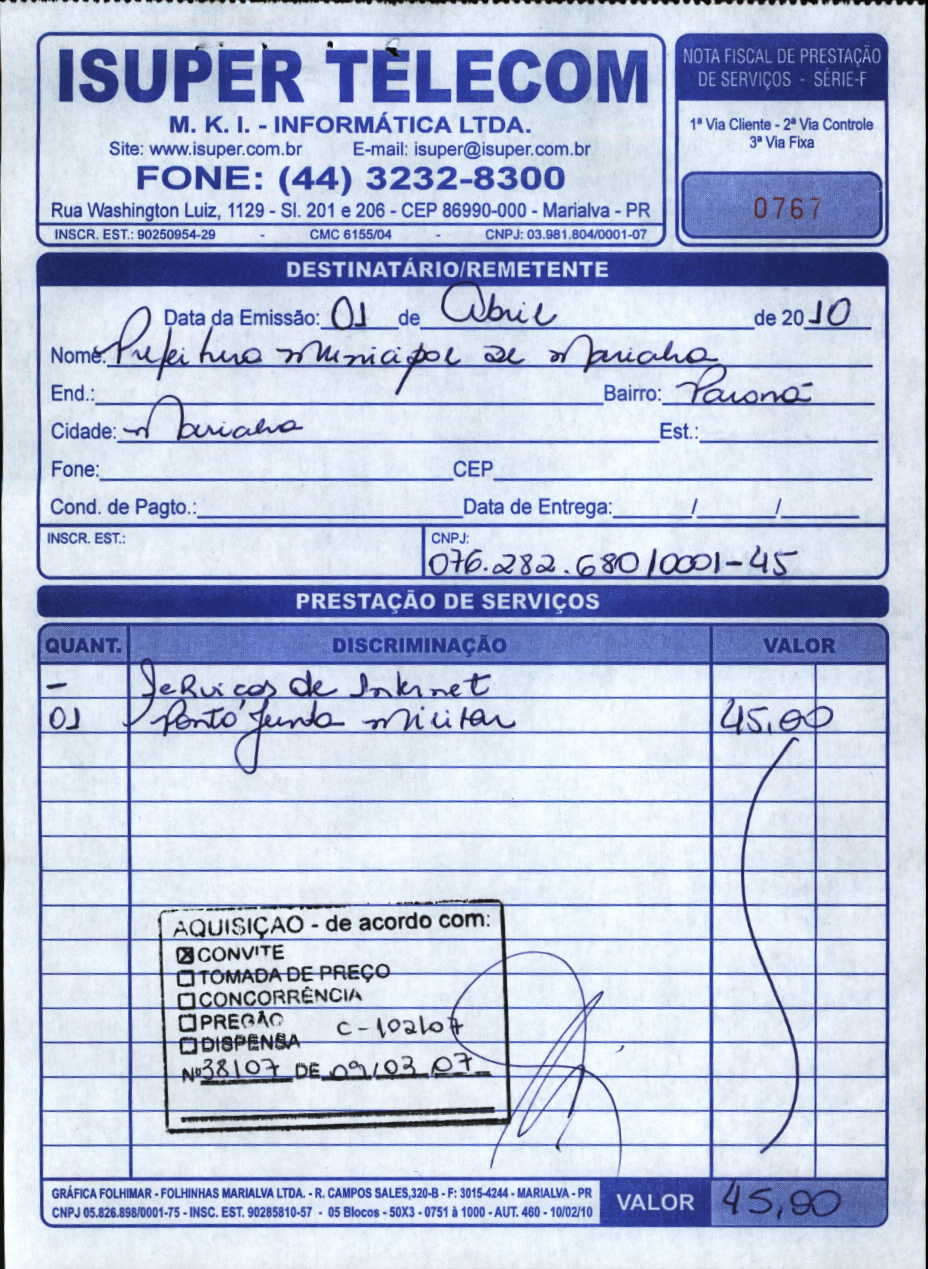 ISUPER TELECOM
M. K. I. - INFORMÁTICA LTDA.
Site: www.isuper.com.br E-mail: isuper@isuper.com.br
FONE: (44) 3232-8300
Rua Washington Luiz, 1129 - Sl. 201 e 206 - CEP 86990-000 - Marialva - PR
INSCR. EST.: 90250954-29 - CMC 6155/04 - CNPJ: 03.981.804/0001-07
NOTA FISCAL DE PRESTAÇÃO
DE SERVIÇOS - SÉRIE-F
1ª Via Cliente - 2ª Via Controle
3ª Via Fixa
0767
DESTINATÁRIO/REMETENTE
Data da Emissão: 01 de Abril de 2010
Nome: Prefeitura Municipal de Marialva
End.: Bairro: Paraná
Cidade: Marialva Est.:
Fone: CEP
Cond. de Pagto.: Data de Entrega: / /
INSCR. EST.: CNPJ:
076.282.680/0001-45
PRESTAÇÃO DE SERVIÇOS
QUANT. DISCRIMINAÇÃO VALOR
- Serviços de Internet
01 Ponto Junta Militar 45,00
AQUISIÇÃO - de acordo com:
CONVITE
TOMADA DE PREÇO
CONCORRÊNCIA
PREGÃO C-102/07
DISPENSA
Nº 38/07 DE 09/03 07
GRÁFICA FOLHIMAR - FOLHINHAS MARIALVA LTDA. - R. CAMPOS SALES,320-B - F: 3015-4244 - MARIALVA - PR
CNPJ 05.826.898/0001-75 - INSC. EST. 90285810-57 - 05 Blocos - 50X3 - 0751 à 1000 - AUT. 460 - 10/02/10
VALOR 45,00